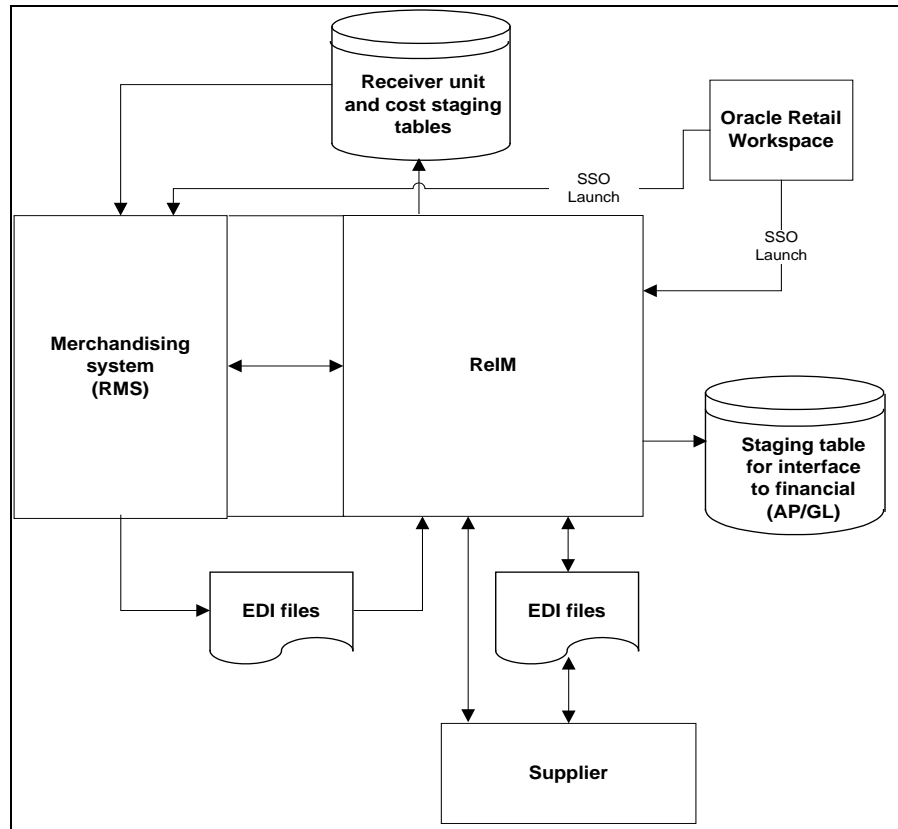 Receiver unit
and cost staging
tables
Oracle Retail
Workspace
SSO
Launch
SSO
Launch
Merchandising
system
(RMS)
ReIM
Staging table
for interface
to financial
(AP/GL)
EDI files
EDI files
Supplier